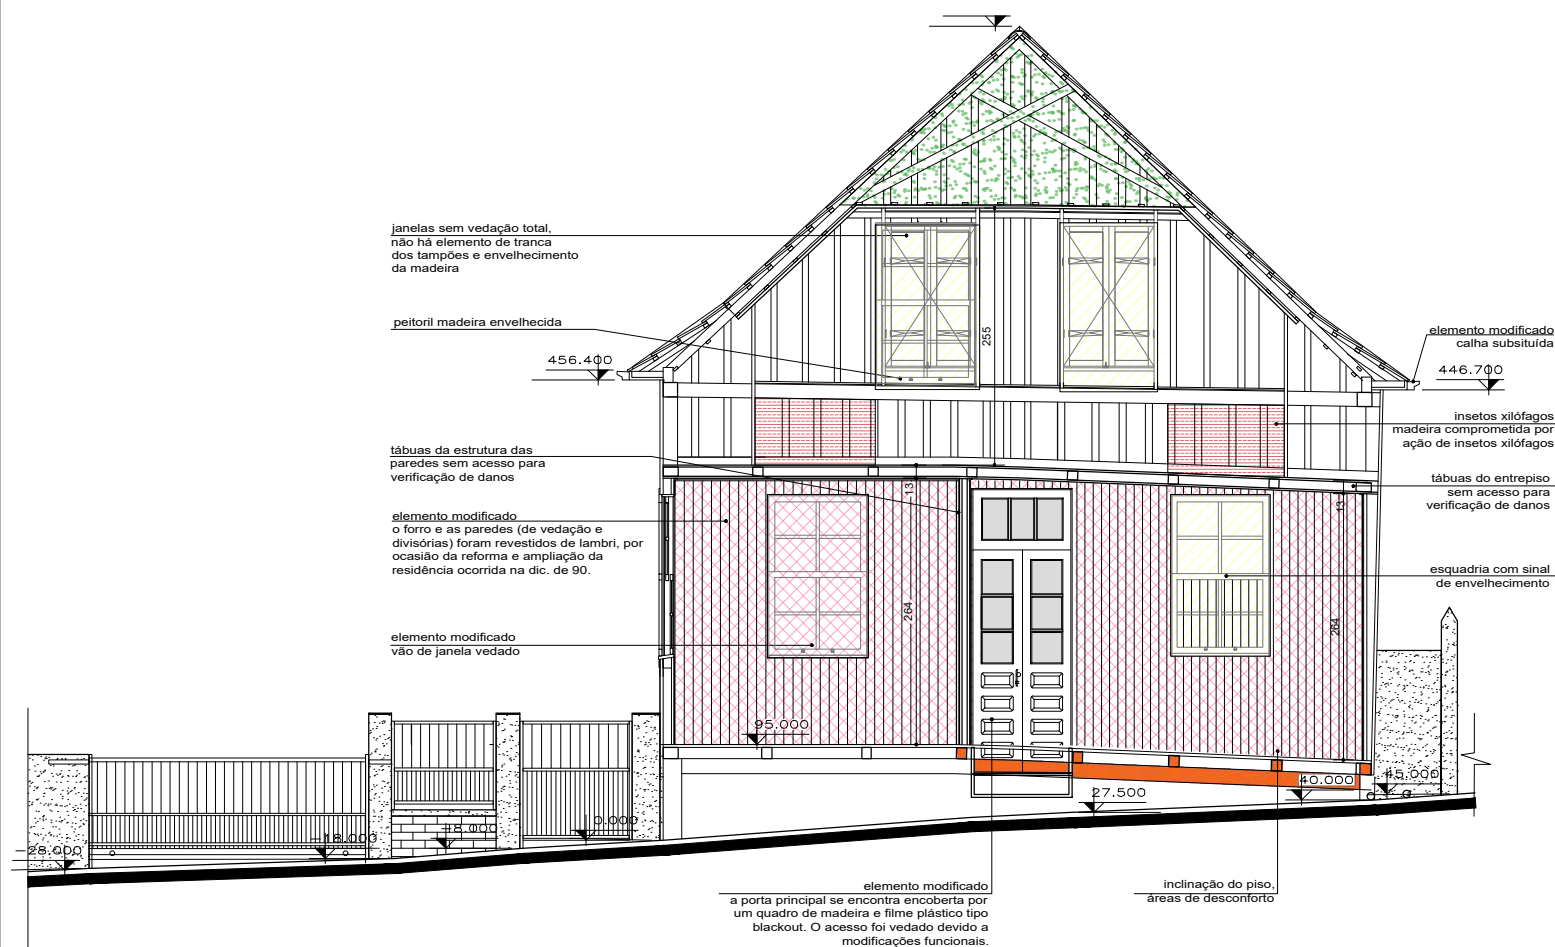 janelas sem vedação total,
não há elemento de tranca
dos tampões e envelhecimento
da madeira
peitoril madeira envelhecida
456.400
255
elemento modificado
calha subsituída
446.700
insetos xilófagos
madeira comprometida por
ação de insetos xilófagos
tábuas da estrutura das
paredes sem acesso para
verificação de danos
tábuas do entrepiso
sem acesso para
verificação de danos
13
13
elemento modificado
o forro e as paredes (de vedação e
divisórias) foram revestidos de lambri, por
ocasião da reforma e ampliação da
residência ocorrida na dic. de 90.
esquadria com sinal
de envelhecimento
264
264
elemento modificado
vão de janela vedado
95.000
27.500
40.000
45.000
0.000
-8.000
-18.000
-28.000
elemento modificado
a porta principal se encontra encoberta por
um quadro de madeira e filme plástico tipo
blackout. O acesso foi vedado devido a
modificações funcionais.
inclinação do piso,
áreas de desconforto